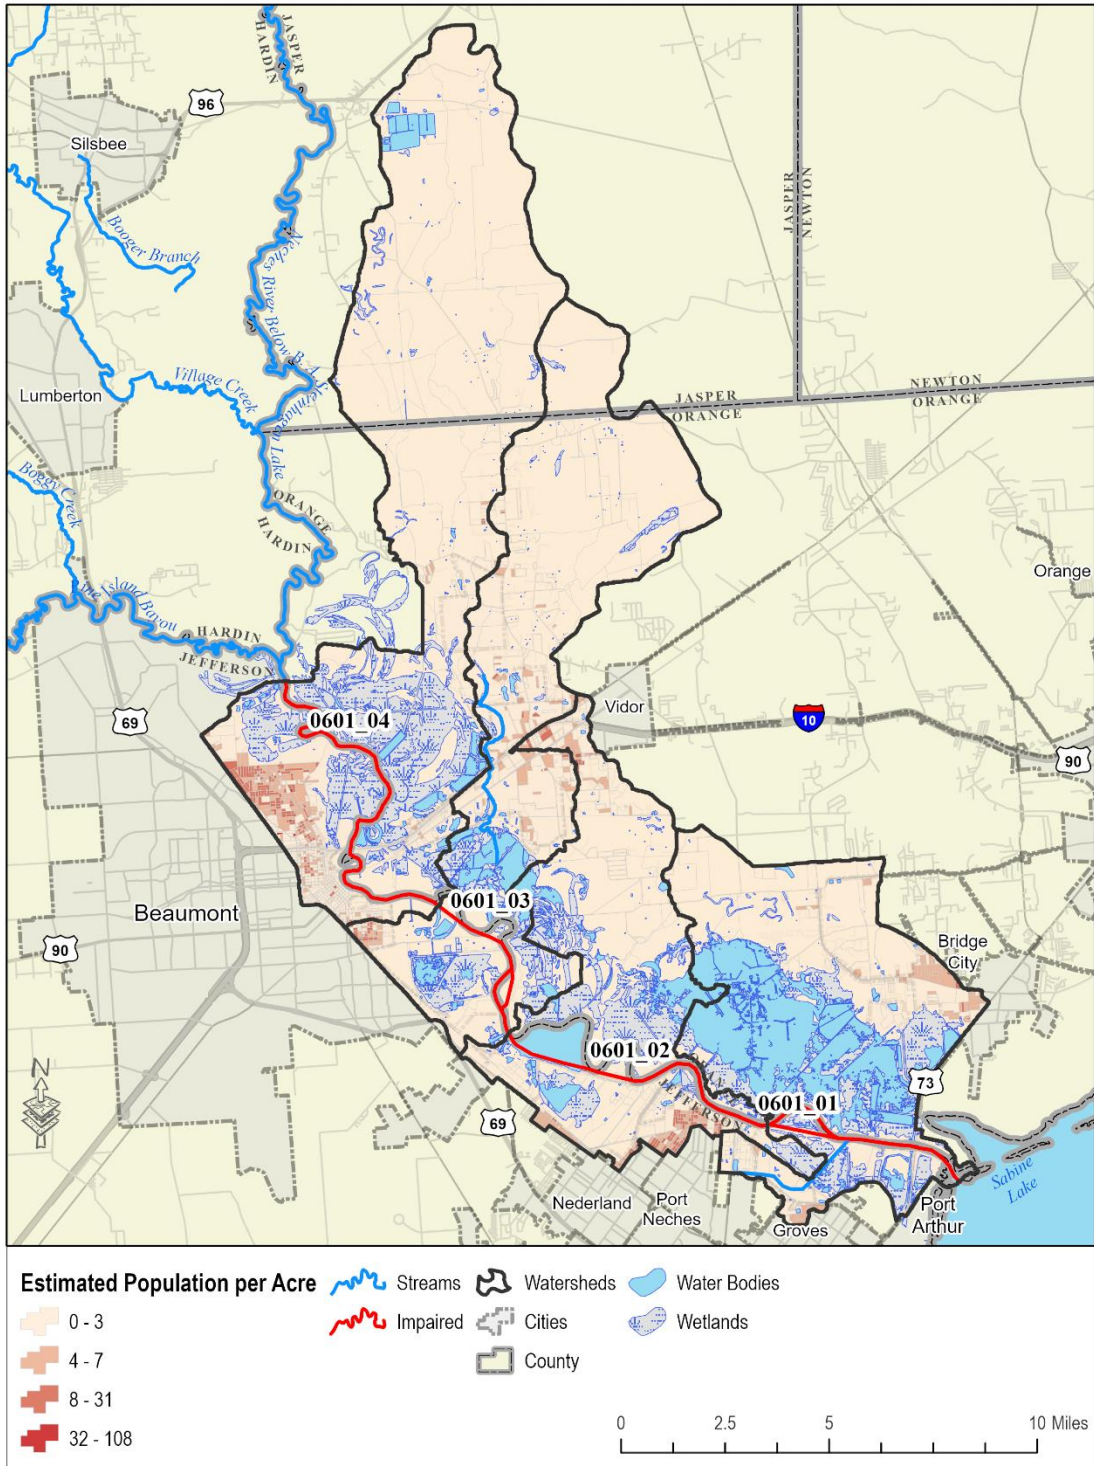 JASPER
HARDIN
96
Silsbee
Booger Branch
JASPER
NEWTON
Neches River Below B. A. Steinhagen Lake
Village Creek
Lumberton
JASPER
ORANGE
NEWTON
ORANGE
Boggy Creek
ORANGE
HARDIN
Pine Island Bayou
HARDIN
JEFFERSON
Orange
69
0601_04
Vidor
10
90
0601_03
Beaumont
90
Bridge
City
0601_02
73
0601_01
JEFFERSON
N
69
Sabine
Lake
Nederland
Port
Neches
Groves
Port
Arthur
Estimated Population per Acre
0 - 3
4 - 7
8 - 31
32 - 108
Streams
Impaired
Watersheds
Cities
County
Water Bodies
Wetlands
0 2.5 5 10 Miles